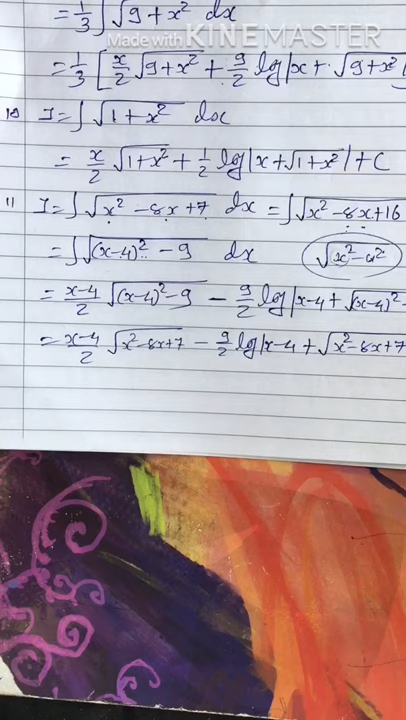 = 1/3 ∫ √9+x² dx
Made with KINEMASTER
= 1/3 [ x/2 √9+x² + 9/2 log|x + √9+x²|
10 I = ∫ √1+x² dx
= x/2 √1+x² + 1/2 log|x+√1+x²| + C
11 I = ∫ √x² - 8x + 7 dx = ∫ √x² - 8x + 16
= ∫ √(x-4)² - 9 dx √x² - a²
= x-4/2 √(x-4)² - 9 - 9/2 log|x-4 + √(x-4)² -
= x-4/2 √x² - 8x + 7 - 9/2 log|x-4 + √x² - 8x + 7